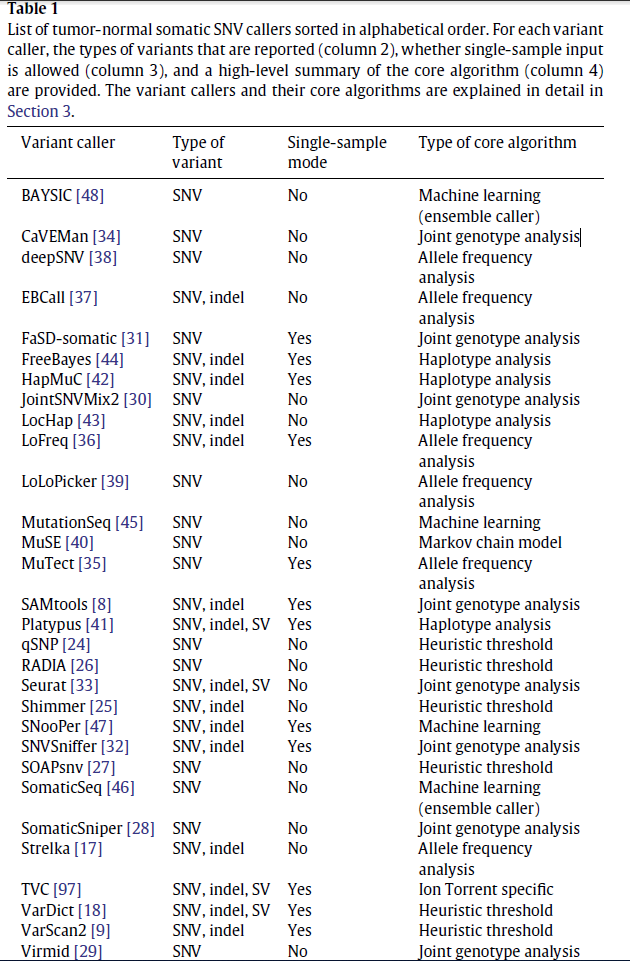 Table 1
List of tumor-normal somatic SNV callers sorted in alphabetical order. For each variant
caller, the types of variants that are reported (column 2), whether single-sample input
is allowed (column 3), and a high-level summary of the core algorithm (column 4)
are provided. The variant callers and their core algorithms are explained in detail in
Section 3.
Variant caller Type of variant Single-sample mode Type of core algorithm
BAYSIC [48] SNV No Machine learning
(ensemble caller)
CaVEMan [34] SNV No Joint genotype analysis
deepSNV [38] SNV No Allele frequency
analysis
EBCall [37] SNV, indel No Allele frequency
analysis
FaSD-somatic [31] SNV Yes Joint genotype analysis
FreeBayes [44] SNV, indel Yes Haplotype analysis
HapMuC [42] SNV, indel Yes Haplotype analysis
JointSNVMix2 [30] SNV No Joint genotype analysis
LocHap [43] SNV, indel No Haplotype analysis
LoFreq [36] SNV, indel Yes Allele frequency
analysis
LoLoPicker [39] SNV No Allele frequency
analysis
MutationSeq [45] SNV No Machine learning
MuSE [40] SNV No Markov chain model
MuTect [35] SNV Yes Allele frequency
analysis
SAMtools [8] SNV, indel Yes Joint genotype analysis
Platypus [41] SNV, indel, SV Yes Haplotype analysis
qSNP [24] SNV No Heuristic threshold
RADIA [26] SNV No Heuristic threshold
Seurat [33] SNV, indel, SV No Joint genotype analysis
Shimmer [25] SNV, indel No Heuristic threshold
SNooPer [47] SNV, indel Yes Machine learning
SNVSniffer [32] SNV, indel Yes Joint genotype analysis
SOAPsnv [27] SNV No Heuristic threshold
SomaticSeq [46] SNV No Machine learning
(ensemble caller)
SomaticSniper [28] SNV No Joint genotype analysis
Strelka [17] SNV, indel No Allele frequency
analysis
TVC [97] SNV, indel, SV Yes Ion Torrent specific
VarDict [18] SNV, indel, SV Yes Heuristic threshold
VarScan2 [9] SNV, indel Yes Heuristic threshold
Virmid [29] SNV No Joint genotype analysis